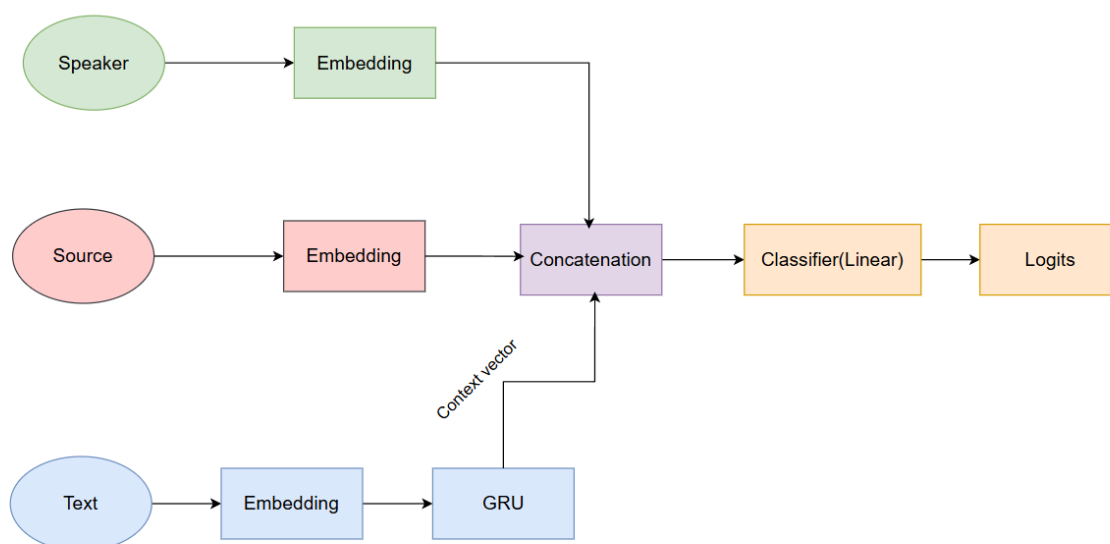 Speaker
Embedding
Source
Embedding
Concatenation
Classifier(Linear)
Logits
Context vector
Text
Embedding
GRU